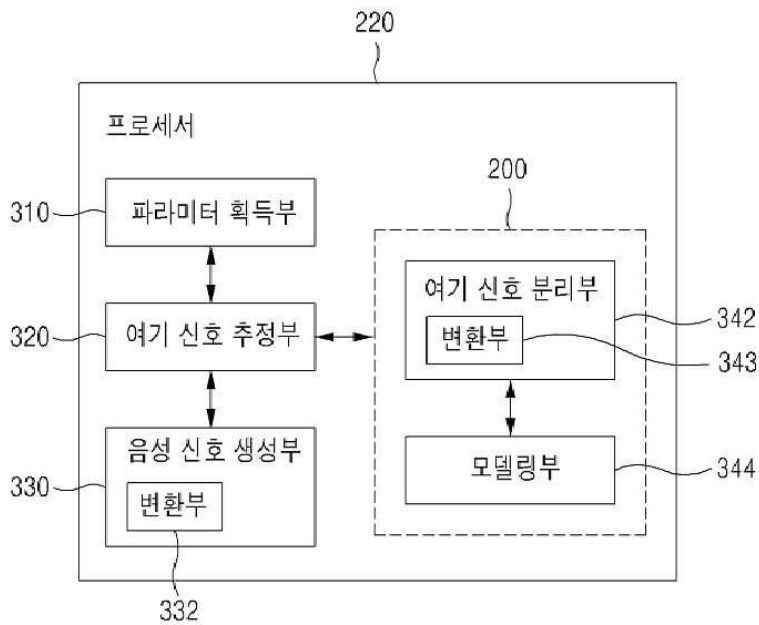 220
프로세서
200
310
파라미터 획득부
여기 신호 분리부
342
320
여기 신호 추정부
변환부
343
음성 신호 생성부
330
모델링부
344
변환부
332